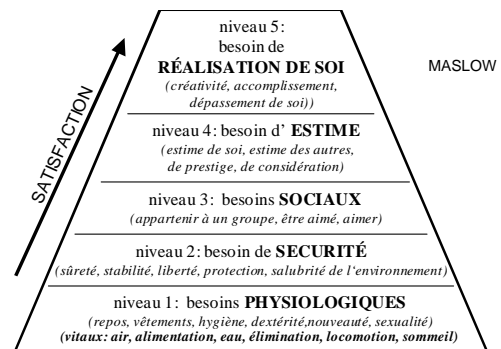 niveau 5:
besoin de
RÉALISATION DE SOI
(créativité, accomplissement,
dépassement de soi))
MASLOW
SATISFACTION
niveau 4: besoin d’ ESTIME
(estime de soi, estime des autres,
de prestige, de considération)
niveau 3: besoins SOCIAUX
(appartenir à un groupe, être aimé, aimer)
niveau 2: besoin de SECURITÉ
(sûreté, stabilité, liberté, protection, salubrité de l‘environnement)
niveau 1: besoins PHYSIOLOGIQUES
(repos, vêtements, hygiène, dextérité,nouveauté, sexualité)
(vitaux: air, alimentation, eau, élimination, locomotion, sommeil)